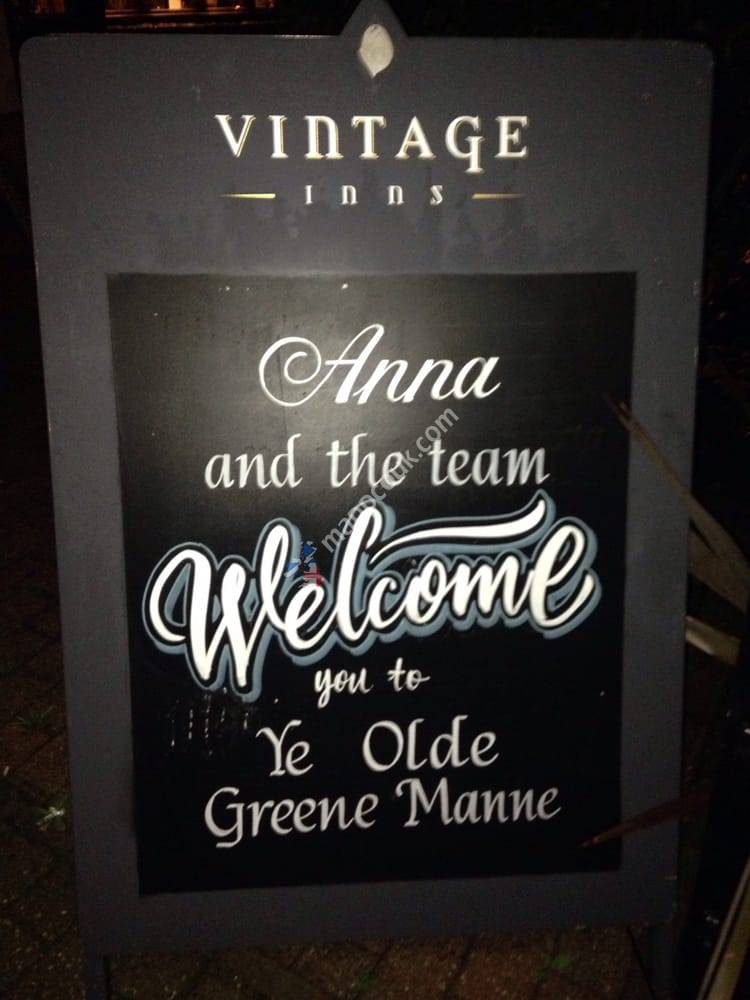 VINTAGE
INNS
Anna
and the team
Welcome
you to
Ye Olde
Greene Manne